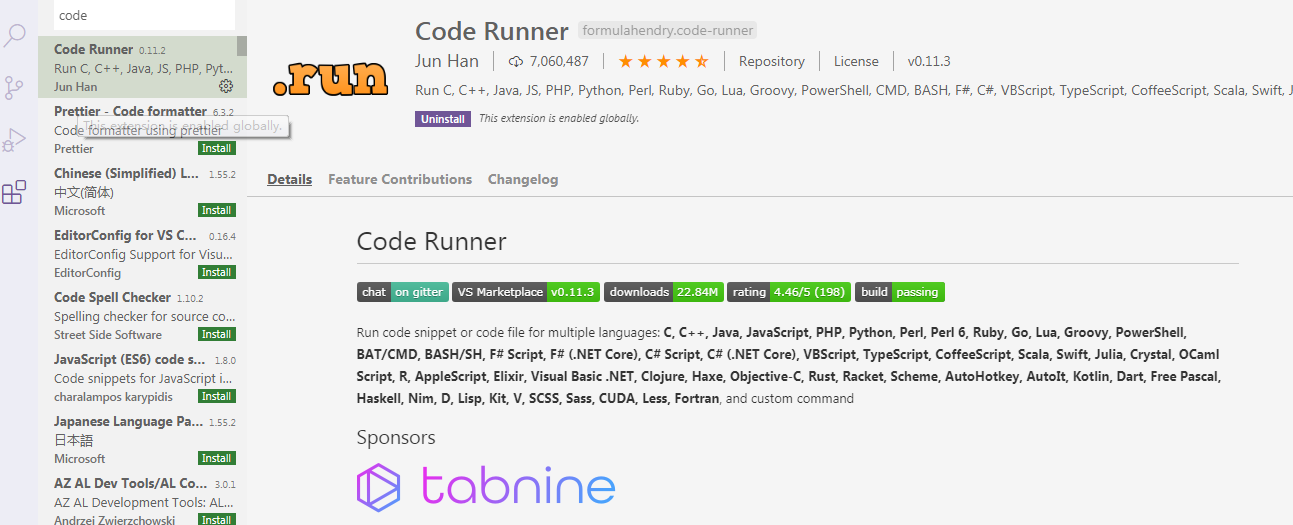 code
Code Runner 0.11.2
Run C, C++, Java, JS, PHP, Pyt...
Jun Han
Prettier - Code formatter 6.3.2
Code formatter using prettier
This extension is enabled globally.
Prettier Install
Chinese (Simplified) L... 1.55.2
中文(简体)
Microsoft Install
EditorConfig for VS C... 0.16.4
EditorConfig Support for Visu...
EditorConfig Install
Code Spell Checker 1.10.2
Spelling checker for source co...
Street Side Software Install
JavaScript (ES6) code s... 1.8.0
Code snippets for JavaScript i...
charalampos karypidis Install
Japanese Language Pa... 1.55.2
日本語
Microsoft Install
AZ AL Dev Tools/AL Co... 3.0.1
AZ AL Development Tools: AL...
Andrzej Zwierzchowski Install
.run
Code Runner formulahendry.code-runner
Jun Han 7,060,487 Repository License v0.11.3
Run C, C++, Java, JS, PHP, Python, Perl, Ruby, Go, Lua, Groovy, PowerShell, CMD, BASH, F#, C#, VBScript, TypeScript, CoffeeScript, Scala, Swift, J
Uninstall This extension is enabled globally.
Details Feature Contributions Changelog
Code Runner
chat on gitter VS Marketplace v0.11.3 downloads 22.84M rating 4.46/5 (198) build passing
Run code snippet or code file for multiple languages: C, C++, Java, JavaScript, PHP, Python, Perl, Perl 6, Ruby, Go, Lua, Groovy, PowerShell,
BAT/CMD, BASH/SH, F# Script, F# (.NET Core), C# Script, C# (.NET Core), VBScript, TypeScript, CoffeeScript, Scala, Swift, Julia, Crystal, OCaml
Script, R, AppleScript, Elixir, Visual Basic .NET, Clojure, Haxe, Objective-C, Rust, Racket, Scheme, AutoHotkey, AutoIt, Kotlin, Dart, Free Pascal,
Haskell, Nim, D, Lisp, Kit, V, SCSS, Sass, CUDA, Less, Fortran, and custom command
Sponsors
tabnine